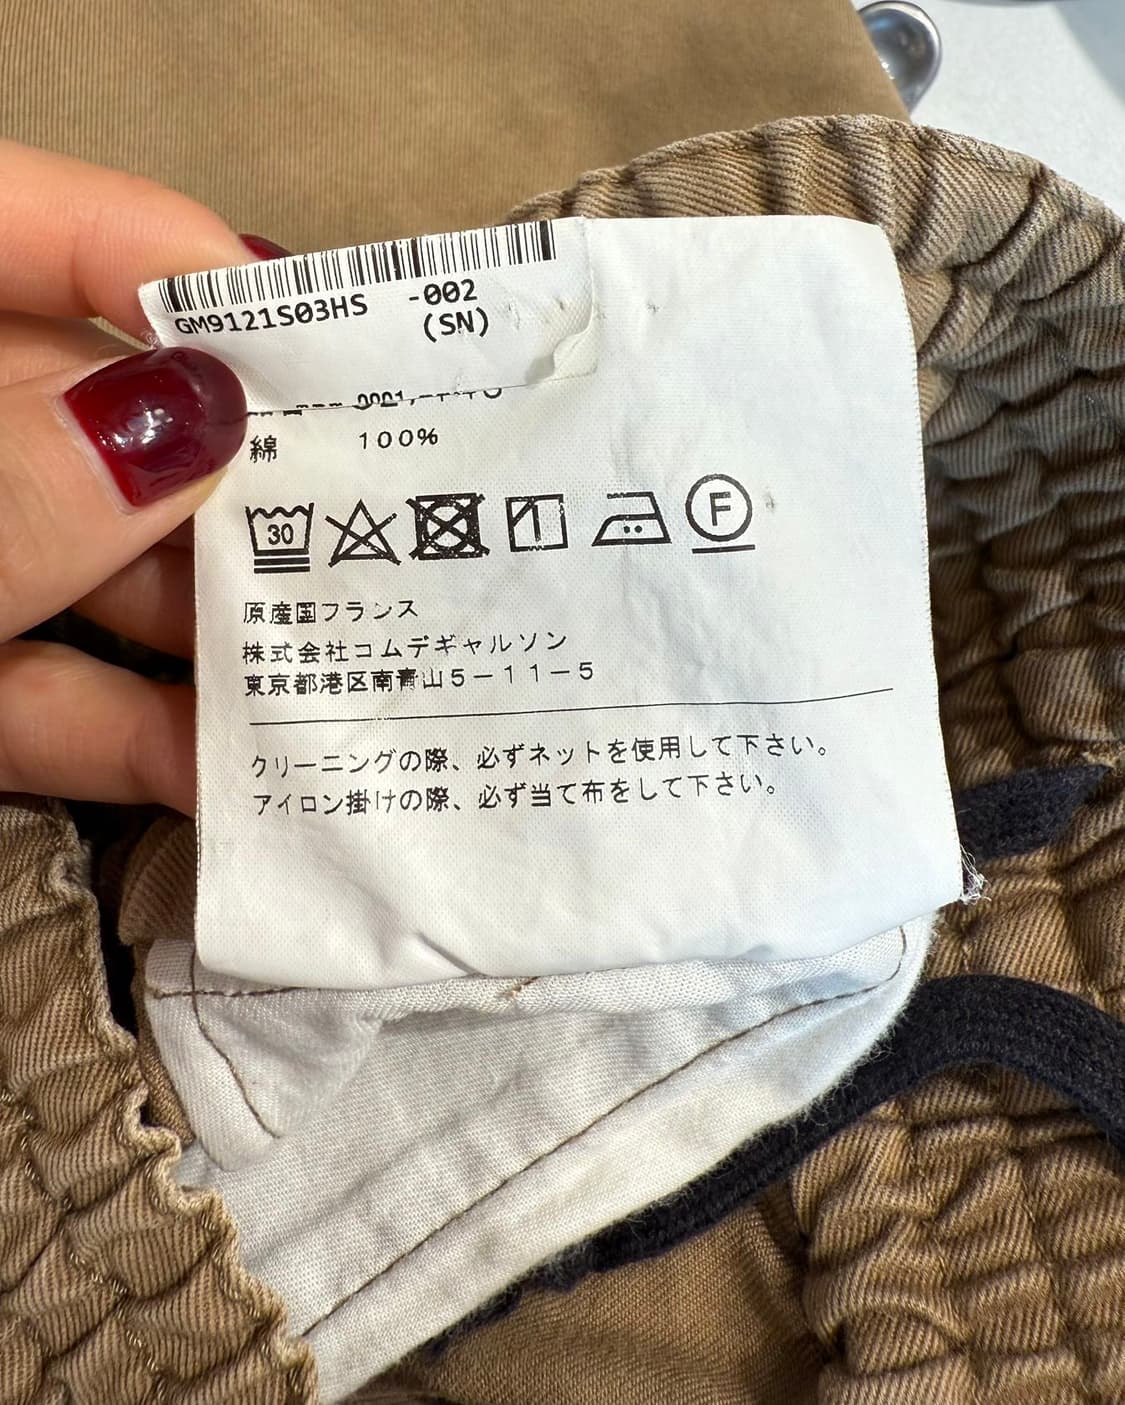 GM9121S03HS -002
(SN)
綿 100%
30
F
原産国フランス
株式会社コムデギャルソン
東京都港区南青山5-11-5
クリーニングの際、必ずネットを使用して下さい。
アイロン掛けの際、必ず当て布をして下さい。